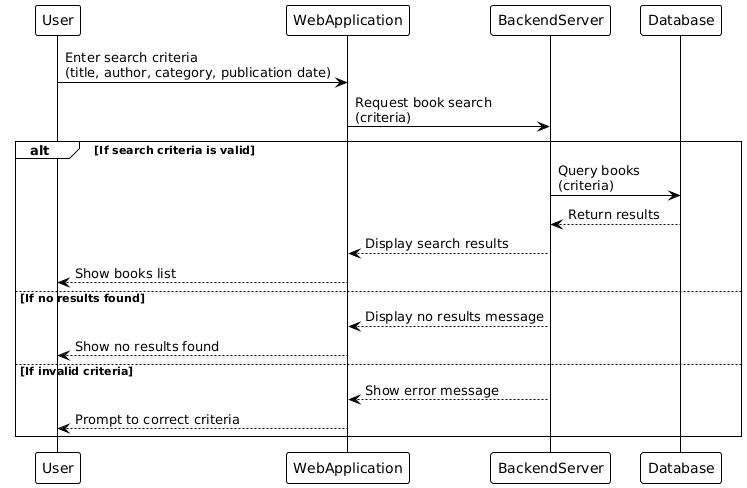 User WebApplication BackendServer Database
Enter search criteria
(title, author, category, publication date)
Request book search
(criteria)
alt [If search criteria is valid]
Query books
(criteria)
Return results
Display search results
Show books list
[If no results found]
Display no results message
Show no results found
[If invalid criteria]
Show error message
Prompt to correct criteria
User WebApplication BackendServer Database